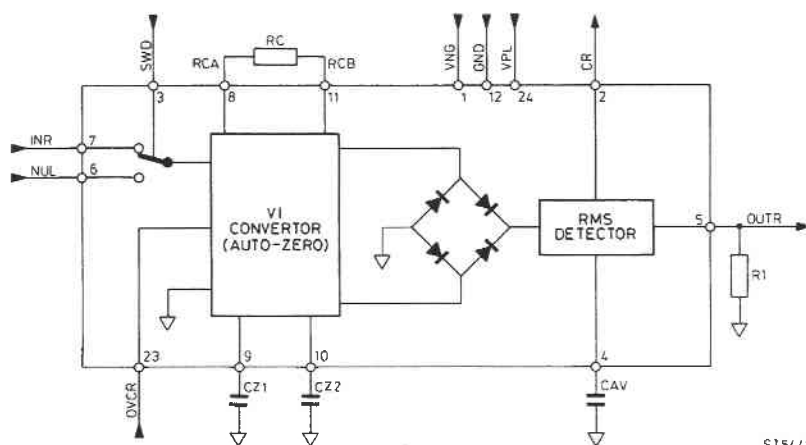 SWD
RCA
RC
RCB
VNG
GND
VPL
CR
3
8
11
1
12
24
2
INR
7
NUL
6
VI
CONVERTOR
(AUTO-ZERO)
RMS
DETECTOR
5
OUTR
R1
23
9
10
4
OVCR
CZ1
CZ2
CAV